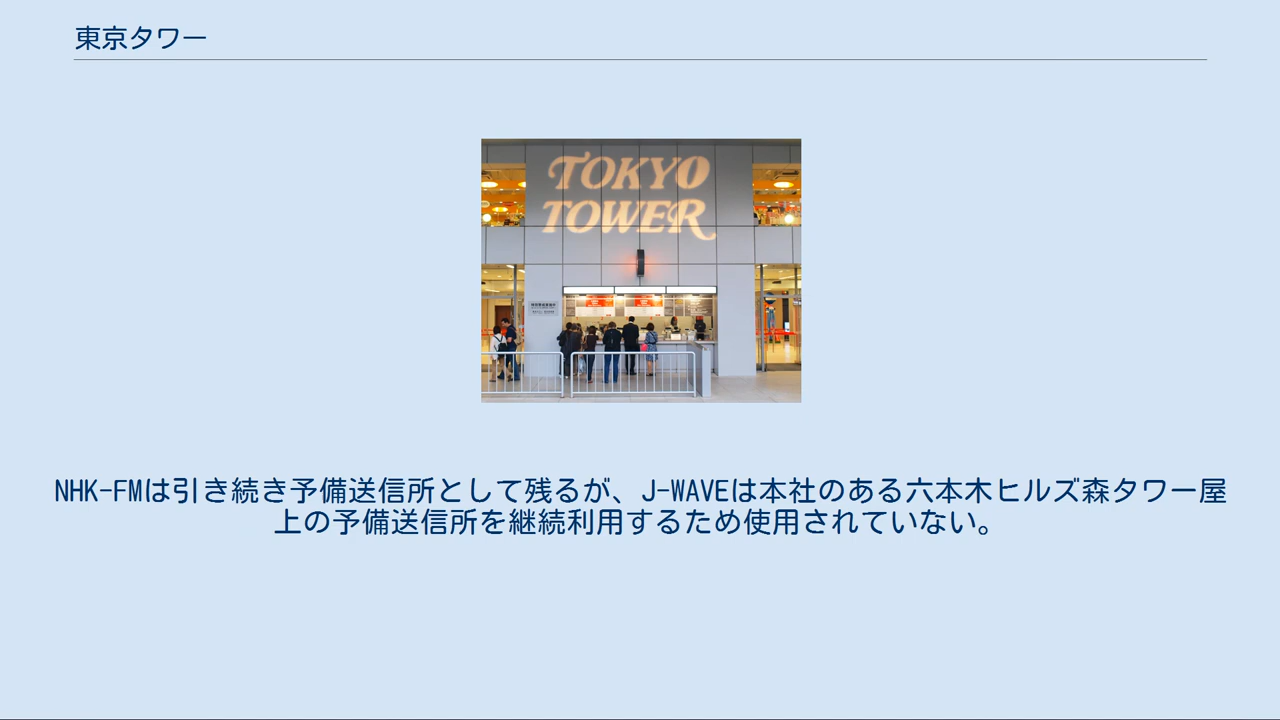 東京タワー
TOKYO
TOWER
NHK-FMは引き続き予備送信所として残るが、J-WAVEは本社のある六本木ヒルズ森タワー屋
上の予備送信所を継続利用するため使用されていない。